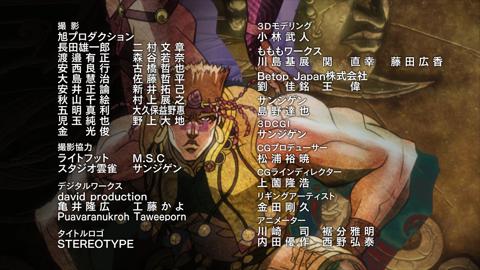 撮 影
旭プロダクション
長田雄一郎 二 村 文 章
渡邉有正 森谷若奈
安西良行 古橋哲也
大島慧治 佐藤哲平
安井正諭 新井拓己
秋山千絵 村上展之
五明真利 大久保益野恵
児玉純也 野上大地
金 光俊
撮影協力
ライトフット M.S.C
スタジオ雲雀 サンジゲン
デジタルワークス
david production
亀井隆広 工藤かよ
Puavaranukroh Taweeporn
タイトルロゴ
STEREOTYPE
3Dモデリング
小林武人
もももワークス
川島基展 関 直幸 藤田広香
Betop Japan株式会社
劉 佳銘 王 偉
サンジゲン
島野達也
3DCGI
サンジゲン
CGプロデューサー
松浦裕暁
CGラインディレクター
上薗隆浩
リギングアーティスト
金田剛久
アニメーター
川崎 司 裾分雅明
内田優作 西野弘泰